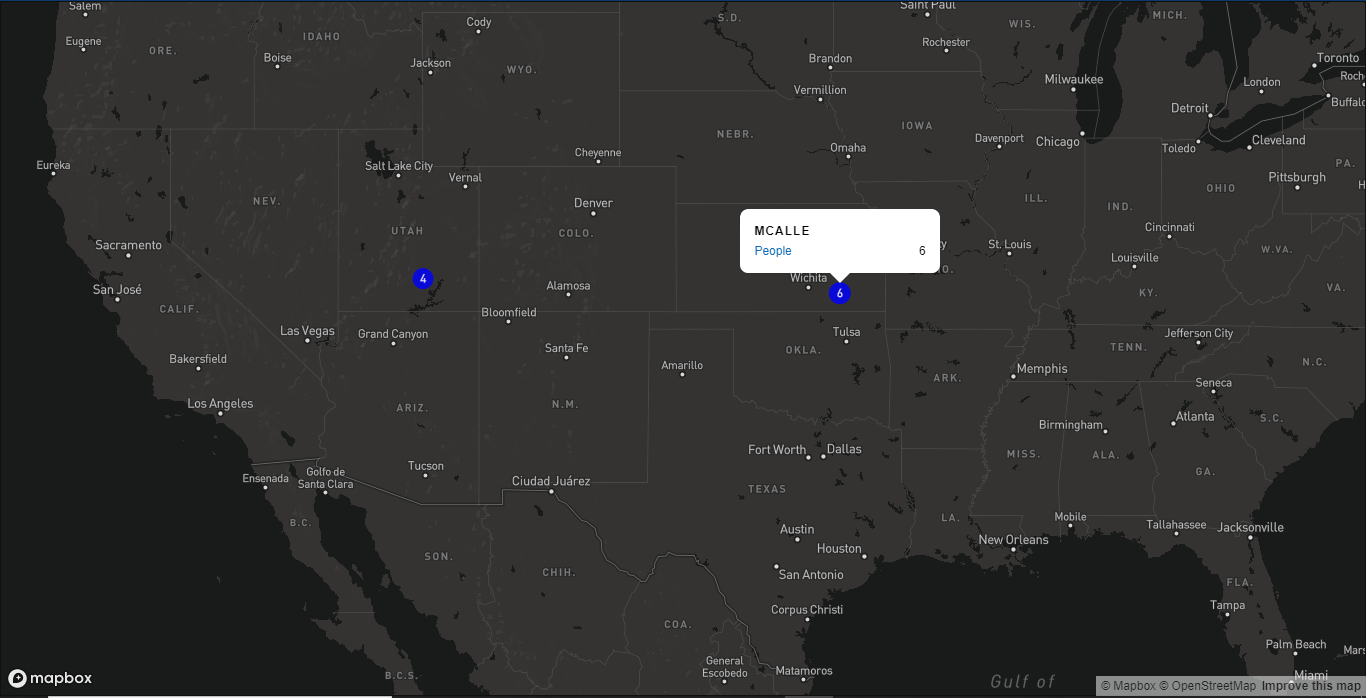 Salem
Cody
S.D.
Saint Paul
WIS.
MICH.
Eugene
ORE.
IDAHO
Boise
Jackson
WYO.
Brandon
Rochester
Toronto
Milwaukee
London
Roch
Vermillion
Detroit
Buffalo
NEBR.
IOWA
Davenport
Chicago
Toledo
Cleveland
Omaha
Cheyenne
Eureka
Salt Lake City
Vernal
PA.
Pittsburgh
H
OHIO
NEV.
Denver
ILL.
IND.
UTAH
COLO.
MCALLE
People 6
y
St. Louis
Cincinnati
Sacramento
W.VA.
Louisville
O.
4
Wichita
6
San José
Alamosa
KY.
VA.
CALIF.
Bloomfield
Las Vegas
Grand Canyon
Tulsa
Jefferson City
Santa Fe
OKLA.
TENN.
Bakersfield
Amarillo
Memphis
N.C.
ARK.
Seneca
Los Angeles
ARIZ.
N.M.
Atlanta
S.C.
Birmingham
Fort Worth
Dallas
MISS.
ALA.
GA.
Tucson
Ensenada
Golfo de
Santa Clara
Ciudad Juárez
TEXAS
B.C.
LA.
Mobile
Tallahassee
Jacksonville
Austin
New Orleans
Houston
SON.
CHIH.
San Antonio
FLA.
Corpus Christi
Tampa
COA.
Palm Beach
Mars
General
Escobedo
Matamoros
B.C.S.
Gulf of
Miami
mapbox
© Mapbox © OpenStreetMap Improve this map